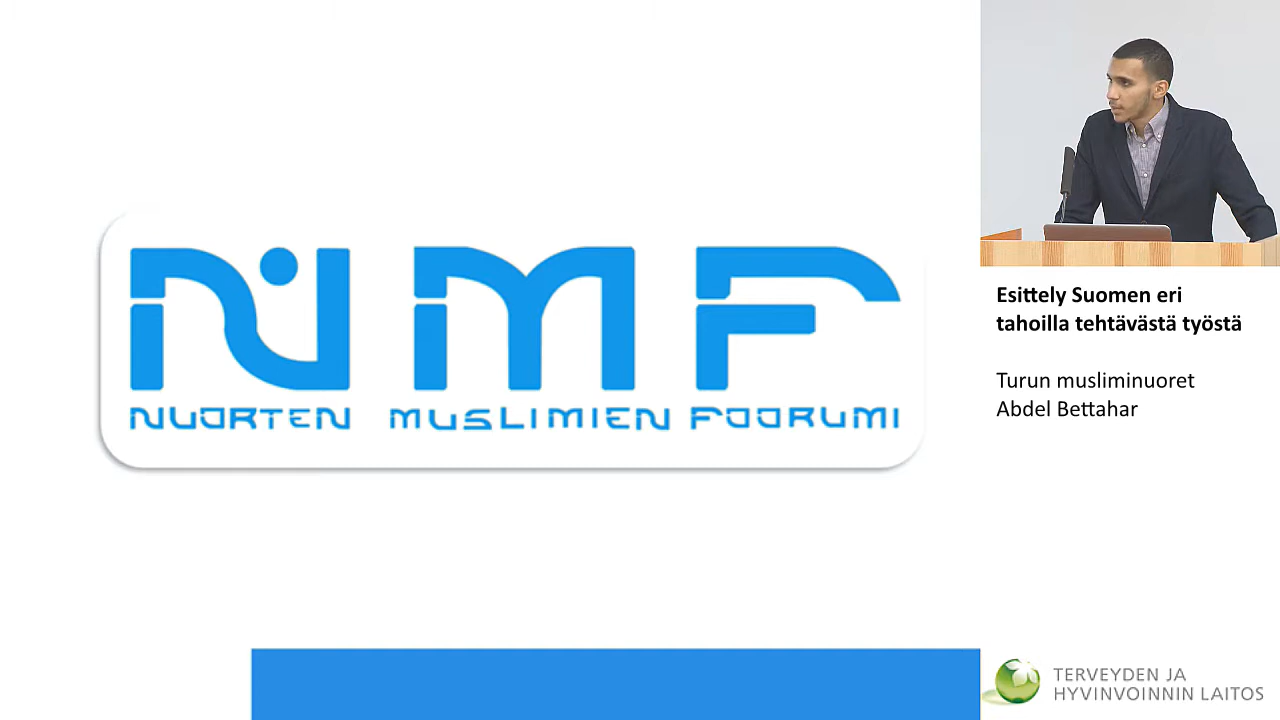 NMF
NUORTEN MUSLIMIEN FOORUMI
Esittely Suomen eri
tahoilla tehtävästä työstä
Turun musliminuoret
Abdel Bettahar
TERVEYDEN JA
HYVINVOINNIN LAITOS